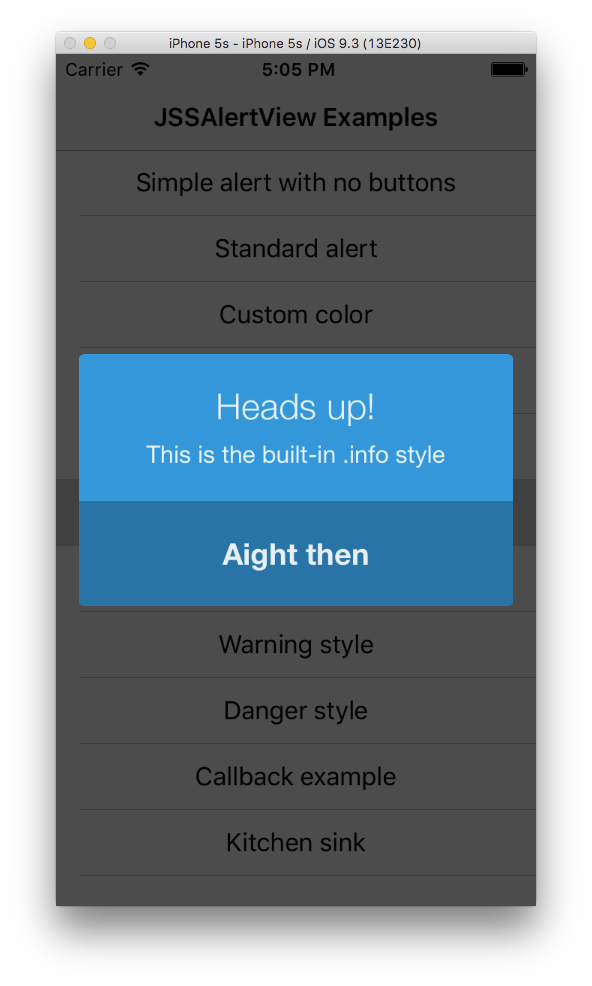 iPhone 5s - iPhone 5s / iOS 9.3 (13E230)
Carrier 5:05 PM
JSSAlertView Examples
Simple alert with no buttons
Standard alert
Custom color
Heads up!
This is the built-in .info style
Aight then
Warning style
Danger style
Callback example
Kitchen sink